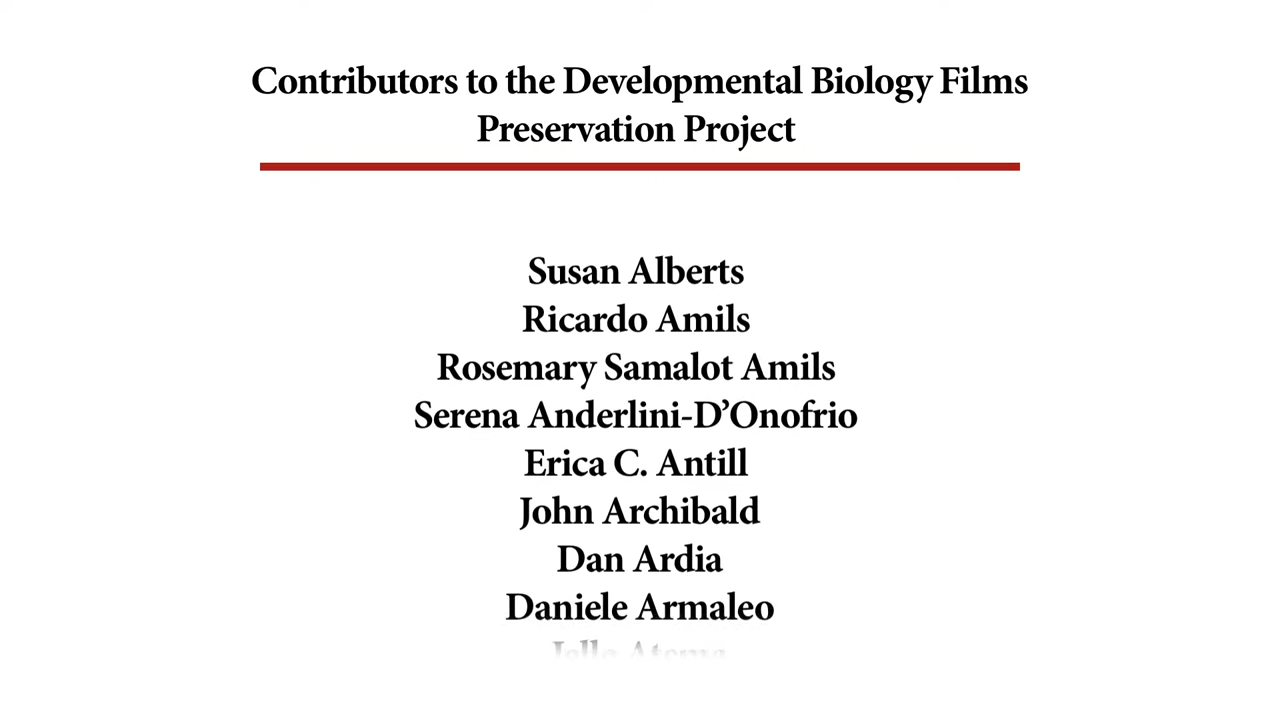 Contributors to the Developmental Biology Films
Preservation Project
Susan Alberts
Ricardo Amils
Rosemary Samalot Amils
Serena Anderlini-D’Onofrio
Erica C. Antill
John Archibald
Dan Ardia
Daniele Armaleo